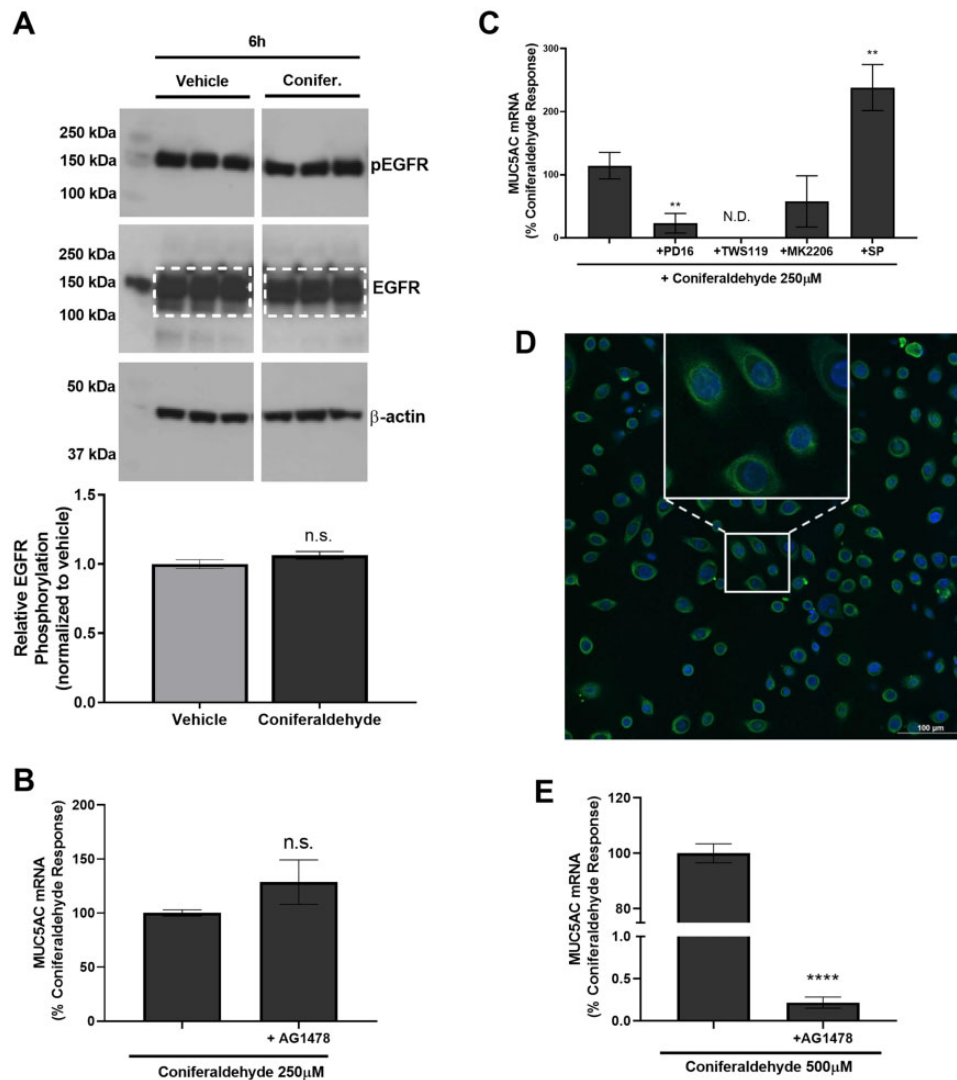 A
6h
Vehicle
Conifer.
250 kDa
150 kDa
100 kDa
pEGFR
250 kDa
150 kDa
100 kDa
EGFR
50 kDa
37 kDa
β-actin
Relative EGFR
Phosphorylation
(normalized to vehicle)
1.5
1.0
0.5
0.0
n.s.
Vehicle
Coniferaldehyde
B
MUC5AC mRNA
(% Coniferaldehyde Response)
200
150
100
50
0
n.s.
+ AG1478
Coniferaldehyde 250µM
C
MUC5AC mRNA
(% Coniferaldehyde Response)
300
200
100
0
**
N.D.
**
+PD16
+TWS119
+MK2206
+SP
+ Coniferaldehyde 250µM
D
100 µm
E
MUC5AC mRNA
(% Coniferaldehyde Response)
120
100
80
1.0
0.5
0.0
****
+AG1478
Coniferaldehyde 500µM